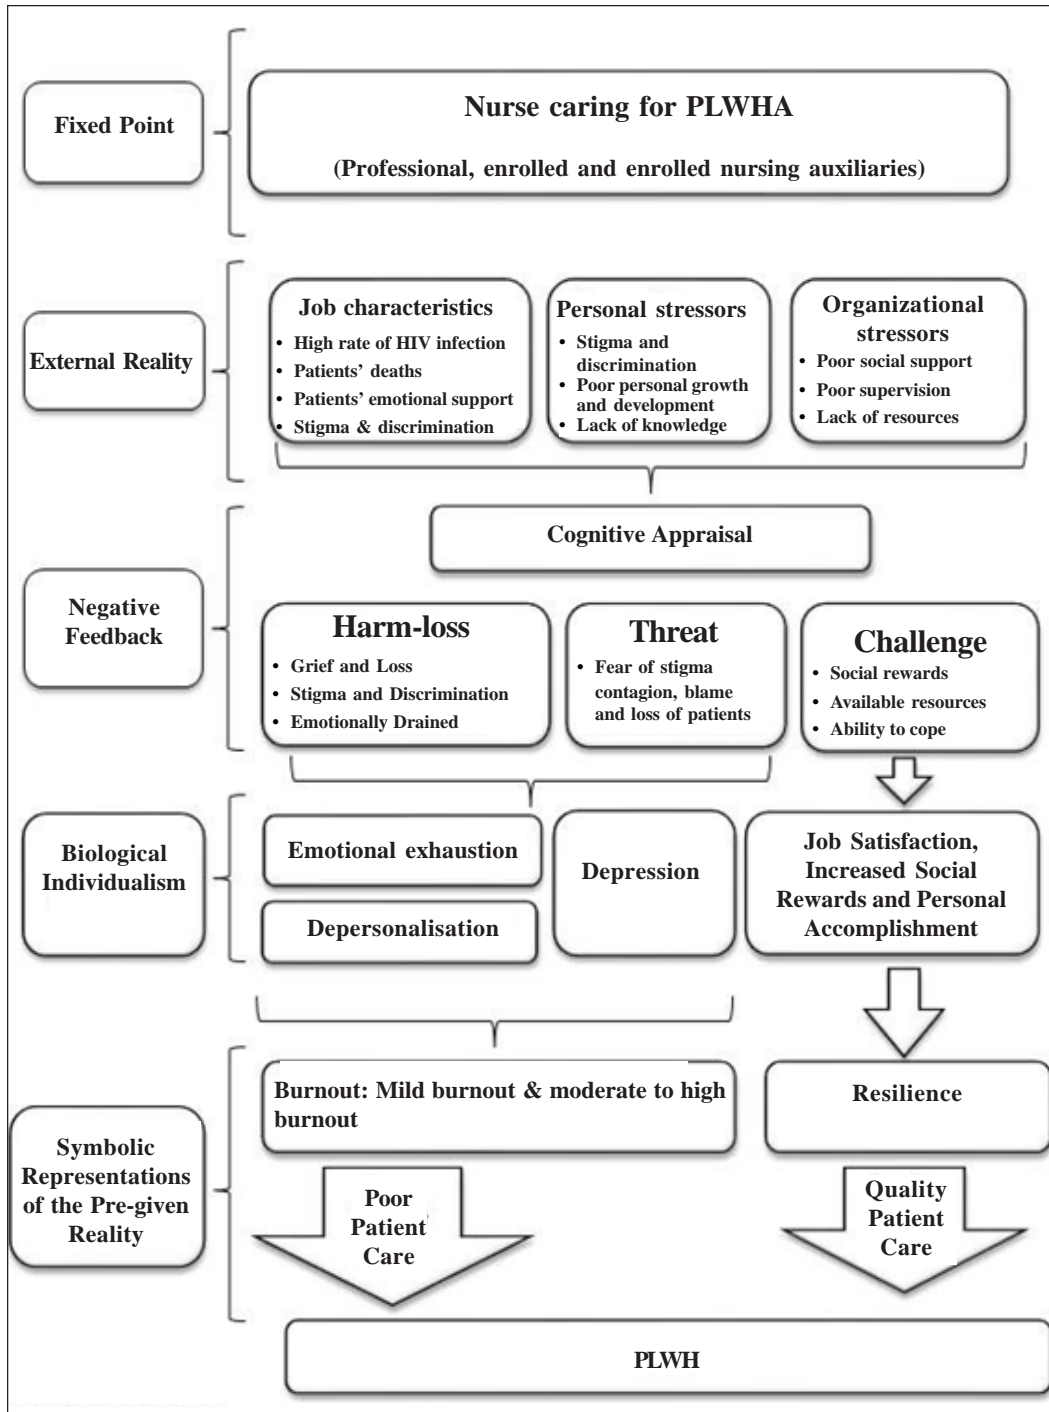 Fixed Point
Nurse caring for PLWHA
(Professional, enrolled and enrolled nursing auxiliaries)
External Reality
Job characteristics
• High rate of HIV infection
• Patients' deaths
• Patients' emotional support
• Stigma & discrimination
Personal stressors
• Stigma and
discrimination
• Poor personal growth
and development
• Lack of knowledge
Organizational
stressors
• Poor social support
• Poor supervision
• Lack of resources
Negative
Feedback
Cognitive Appraisal
Harm-loss
• Grief and Loss
• Stigma and Discrimination
• Emotionally Drained
Threat
• Fear of stigma
contagion, blame
and loss of patients
Challenge
• Social rewards
• Available resources
• Ability to cope
Biological
Individualism
Emotional exhaustion
Depersonalisation
Depression
Job Satisfaction,
Increased Social
Rewards and Personal
Accomplishment
Symbolic
Representations
of the Pre-given
Reality
Burnout: Mild burnout & moderate to high
burnout
Resilience
Poor
Patient
Care
Quality
Patient
Care
PLWH